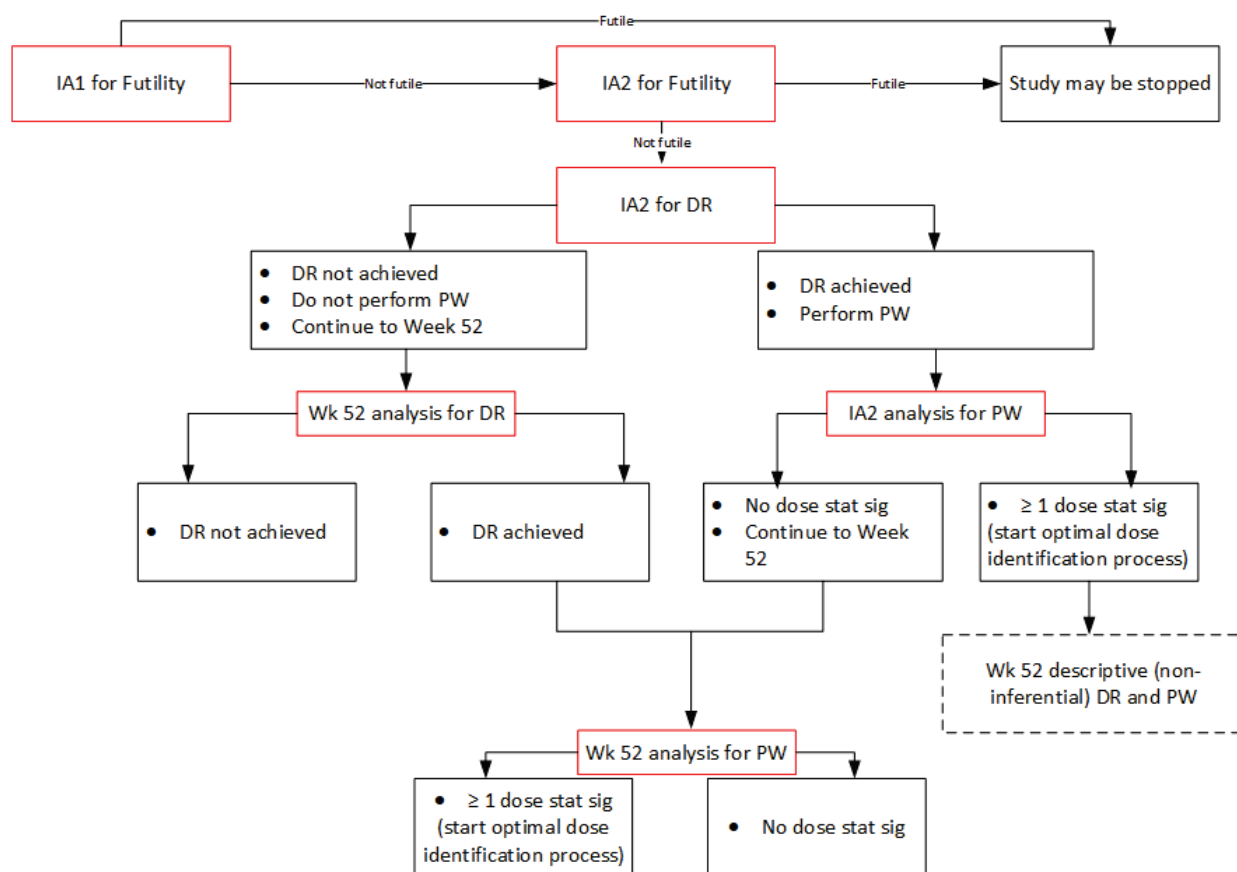 Futile
IA1 for Futility
Not futile
IA2 for Futility
Futile
Study may be stopped
Not futile
IA2 for DR
• DR not achieved
• Do not perform PW
• Continue to Week 52
• DR achieved
• Perform PW
Wk 52 analysis for DR
IA2 analysis for PW
• DR not achieved
• DR achieved
• No dose stat sig
• Continue to Week
52
• ≥ 1 dose stat sig
(start optimal dose
identification process)
Wk 52 descriptive (non-
inferential) DR and PW
Wk 52 analysis for PW
• ≥ 1 dose stat sig
(start optimal dose
identification process)
• No dose stat sig